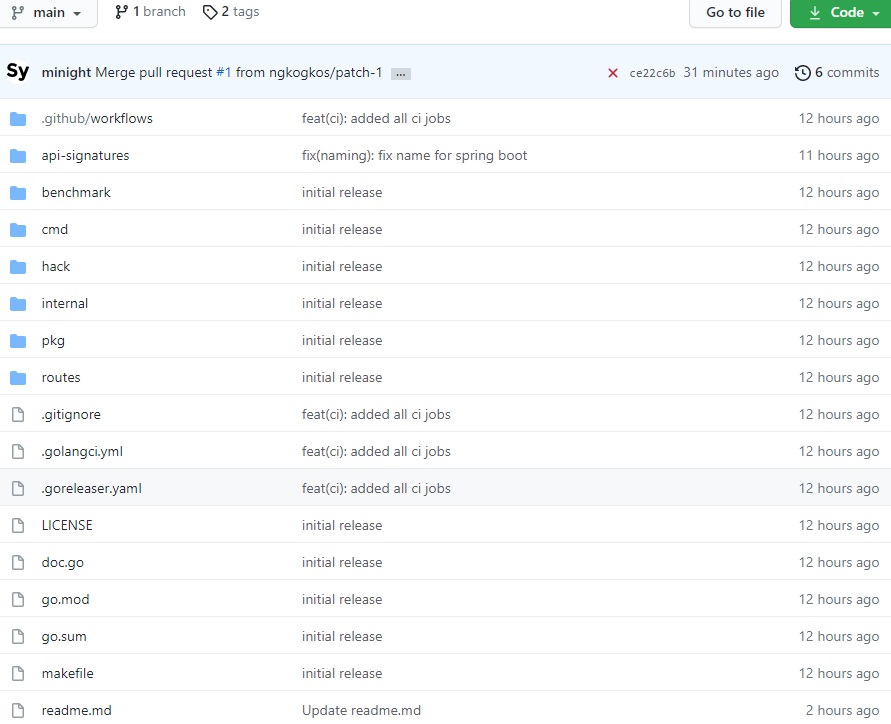 main 1 branch 2 tags Go to file Code
Sy minight Merge pull request #1 from ngkogkos/patch-1 ... ce22c6b 31 minutes ago 6 commits
.github/workflows feat(ci): added all ci jobs 12 hours ago
api-signatures fix(naming): fix name for spring boot 11 hours ago
benchmark initial release 12 hours ago
cmd initial release 12 hours ago
hack initial release 12 hours ago
internal initial release 12 hours ago
pkg initial release 12 hours ago
routes initial release 12 hours ago
.gitignore feat(ci): added all ci jobs 12 hours ago
.golangci.yml feat(ci): added all ci jobs 12 hours ago
.goreleaser.yaml feat(ci): added all ci jobs 12 hours ago
LICENSE initial release 12 hours ago
doc.go initial release 12 hours ago
go.mod initial release 12 hours ago
go.sum initial release 12 hours ago
makefile initial release 12 hours ago
readme.md Update readme.md 2 hours ago